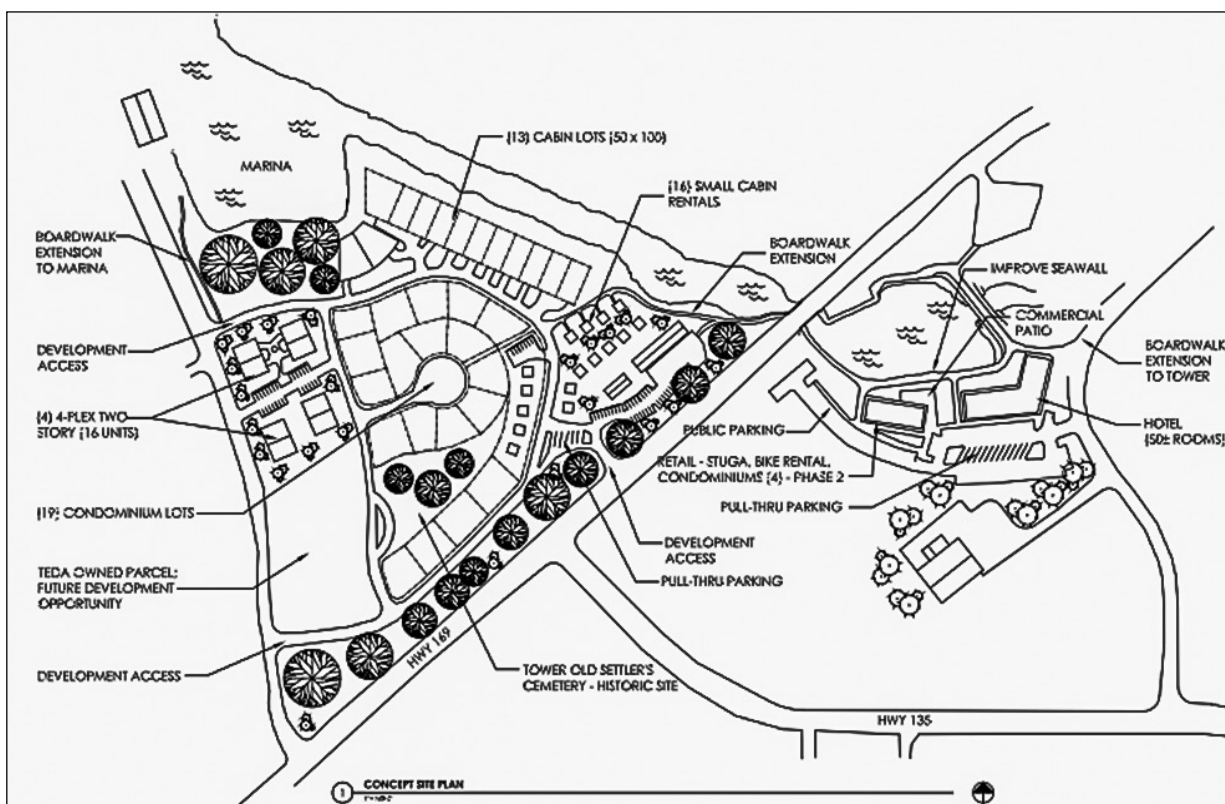 (13) CABIN LOTS (50 x 100)
MARINA
(16) SMALL CABIN
RENTALS
BOARDWALK
EXTENSION
TO MARINA
BOARDWALK
EXTENSION
IMPROVE SEAWALL
COMMERCIAL
PATIO
BOARDWALK
EXTENSION
TO TOWER
DEVELOPMENT
ACCESS
(4) 4-PLEX TWO
STORY (16 UNITS)
PUBLIC PARKING
HOTEL
(50± ROOMS)
RETAIL - STUGA, BIKE RENTAL,
CONDOMINIUMS (4) - PHASE 2
PULL-THRU PARKING
(19) CONDOMINIUM LOTS
DEVELOPMENT
ACCESS
PULL-THRU PARKING
TEDA OWNED PARCEL:
FUTURE DEVELOPMENT
OPPORTUNITY
HWY 169
DEVELOPMENT ACCESS
TOWER OLD SETTLER'S
CEMETERY - HISTORIC SITE
HWY 135
1 CONCEPT SITE PLAN